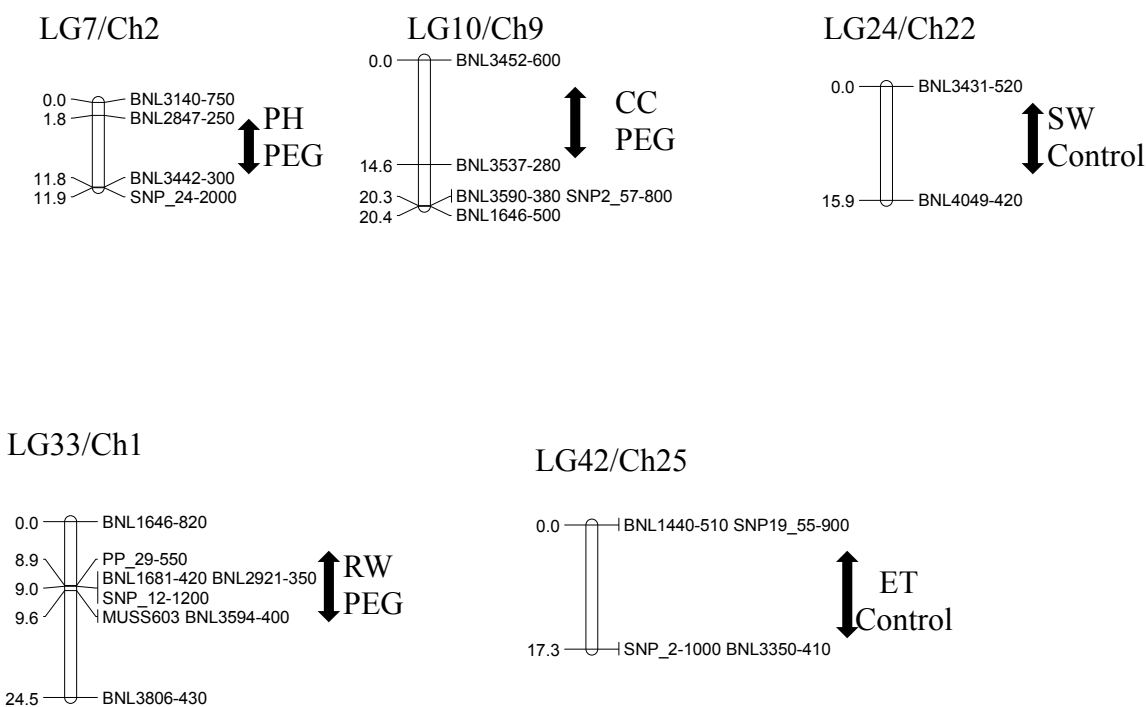 LG7/Ch2
0.0 BNL3140-750
1.8 BNL2847-250
11.8 BNL3442-300
11.9 SNP_24-2000
PH
PEG
LG10/Ch9
0.0 BNL3452-600
14.6 BNL3537-280
20.3 BNL3590-380 SNP2_57-800
20.4 BNL1646-500
CC
PEG
LG24/Ch22
0.0 BNL3431-520
15.9 BNL4049-420
SW
Control
LG33/Ch1
0.0 BNL1646-820
8.9 PP_29-550
9.0 BNL1681-420 BNL2921-350
SNP_12-1200
9.6 MUSS603 BNL3594-400
24.5 BNL3806-430
RW
PEG
LG42/Ch25
0.0 BNL1440-510 SNP19_55-900
17.3 SNP_2-1000 BNL3350-410
ET
Control